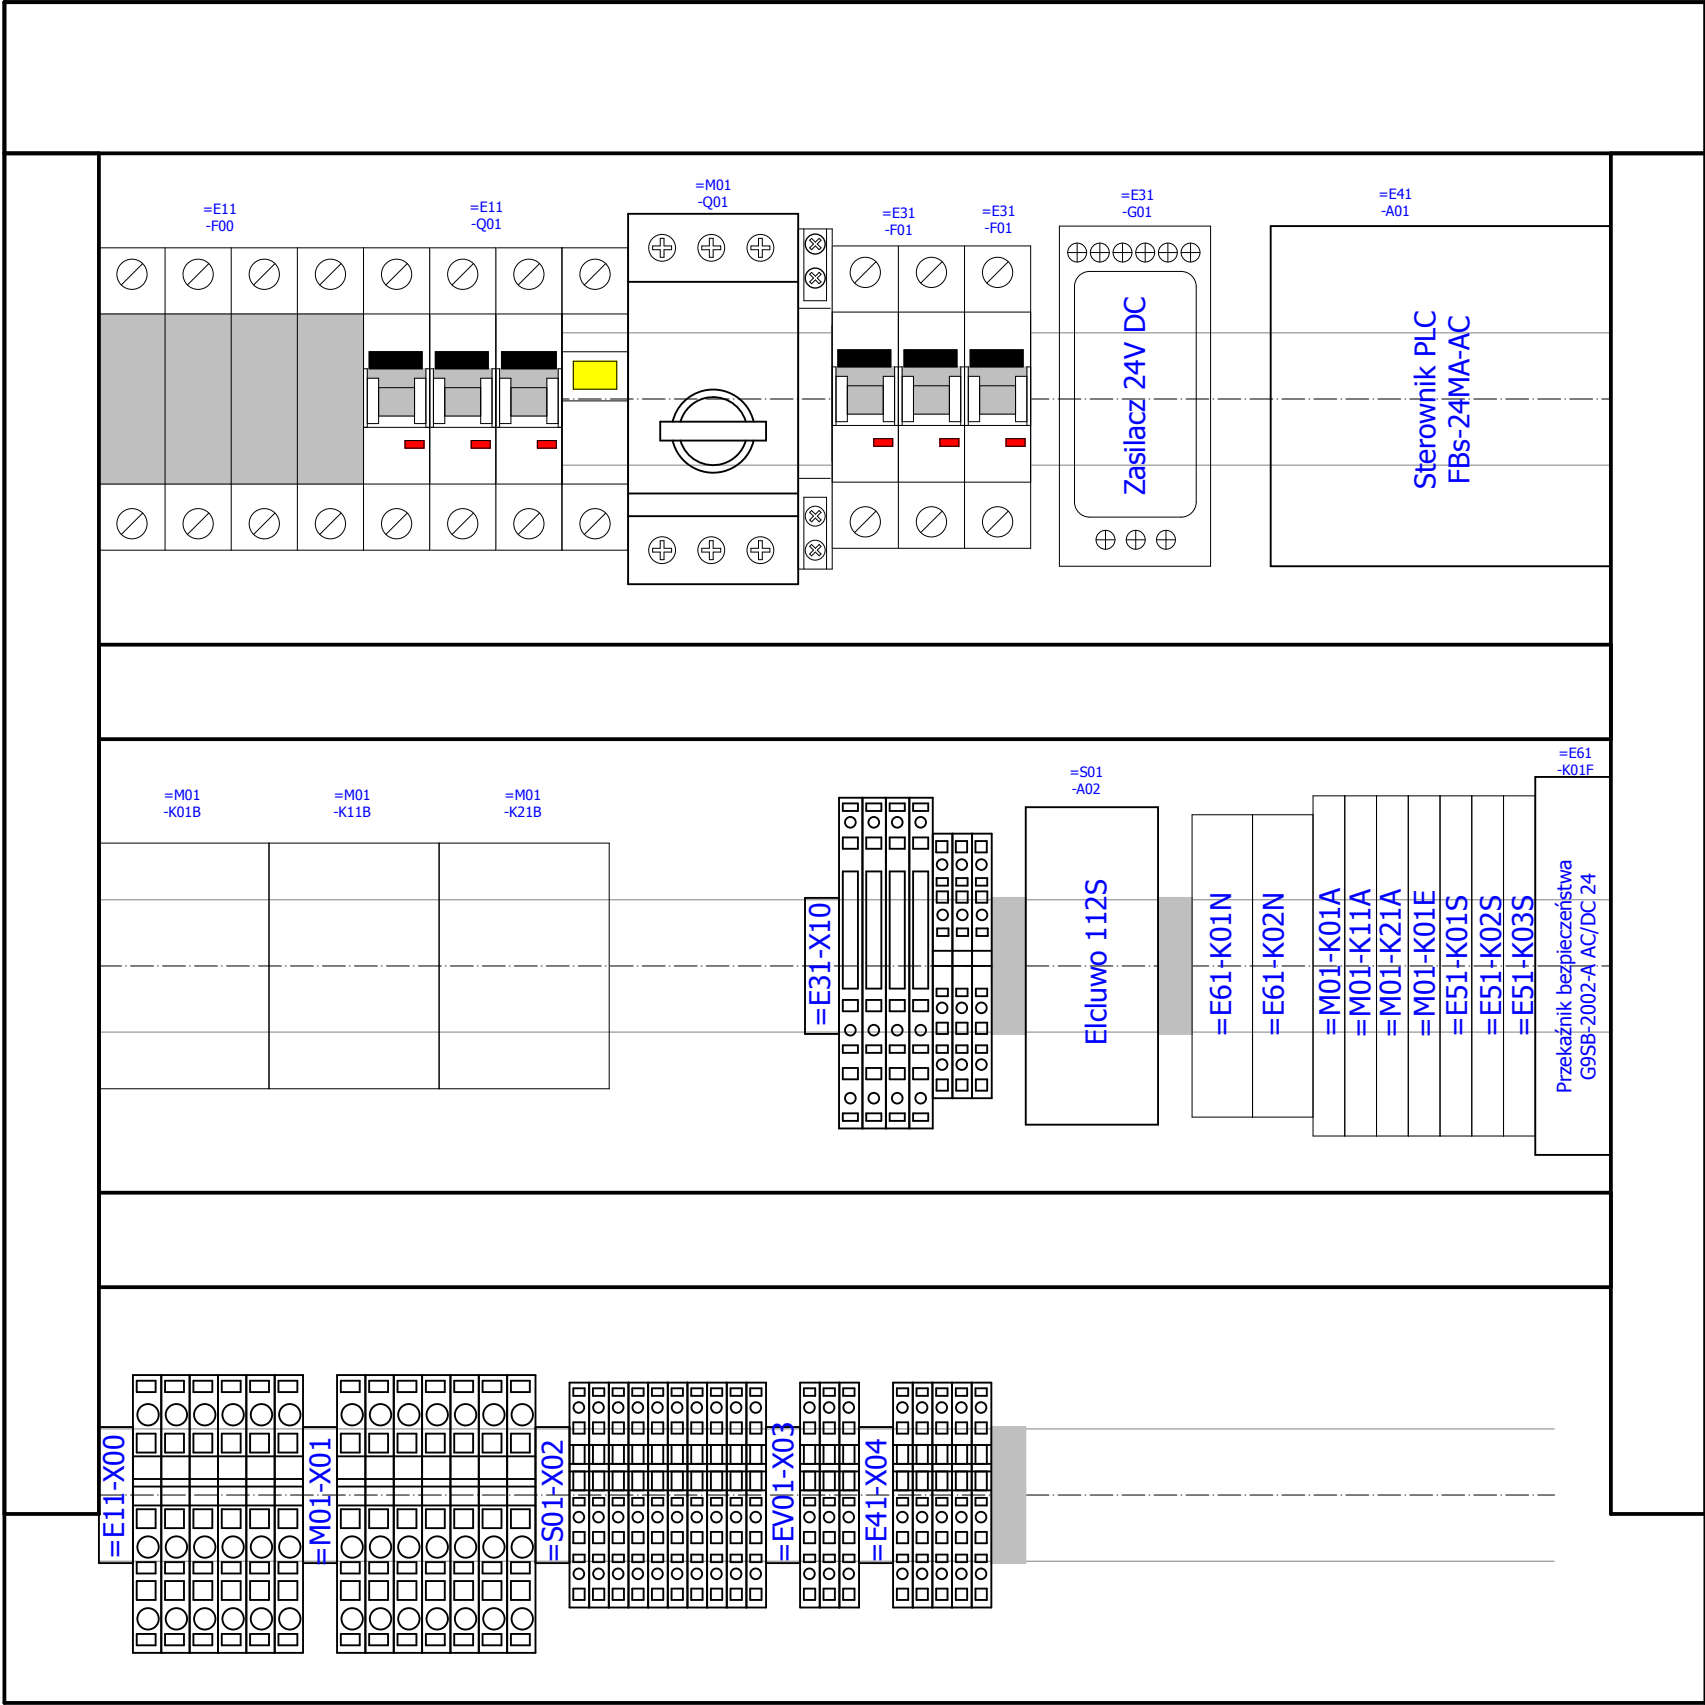 =E11
-F00
=E11
-Q01
=M01
-Q01
=E31
-F01
=E31
-F01
=E31
-G01
=E41
-A01
Zasilacz 24V DC
Sterownik PLC
FBs-24MA-AC
=M01
-K01B
=M01
-K11B
=M01
-K21B
=S01
-A02
=E61
-K01F
=E31-X10
Elcluwo 112S
=E61-K01N
=E61-K02N
=M01-K01A
=M01-K11A
=M01-K21A
=M01-K01E
=E51-K01S
=E51-K02S
=E51-K03S
Przekaźnik bezpieczeństwa
G9SB-2002-A AC/DC 24
=E11-X00
=M01-X01
=S01-X02
=EV01-X03
=E41-X04